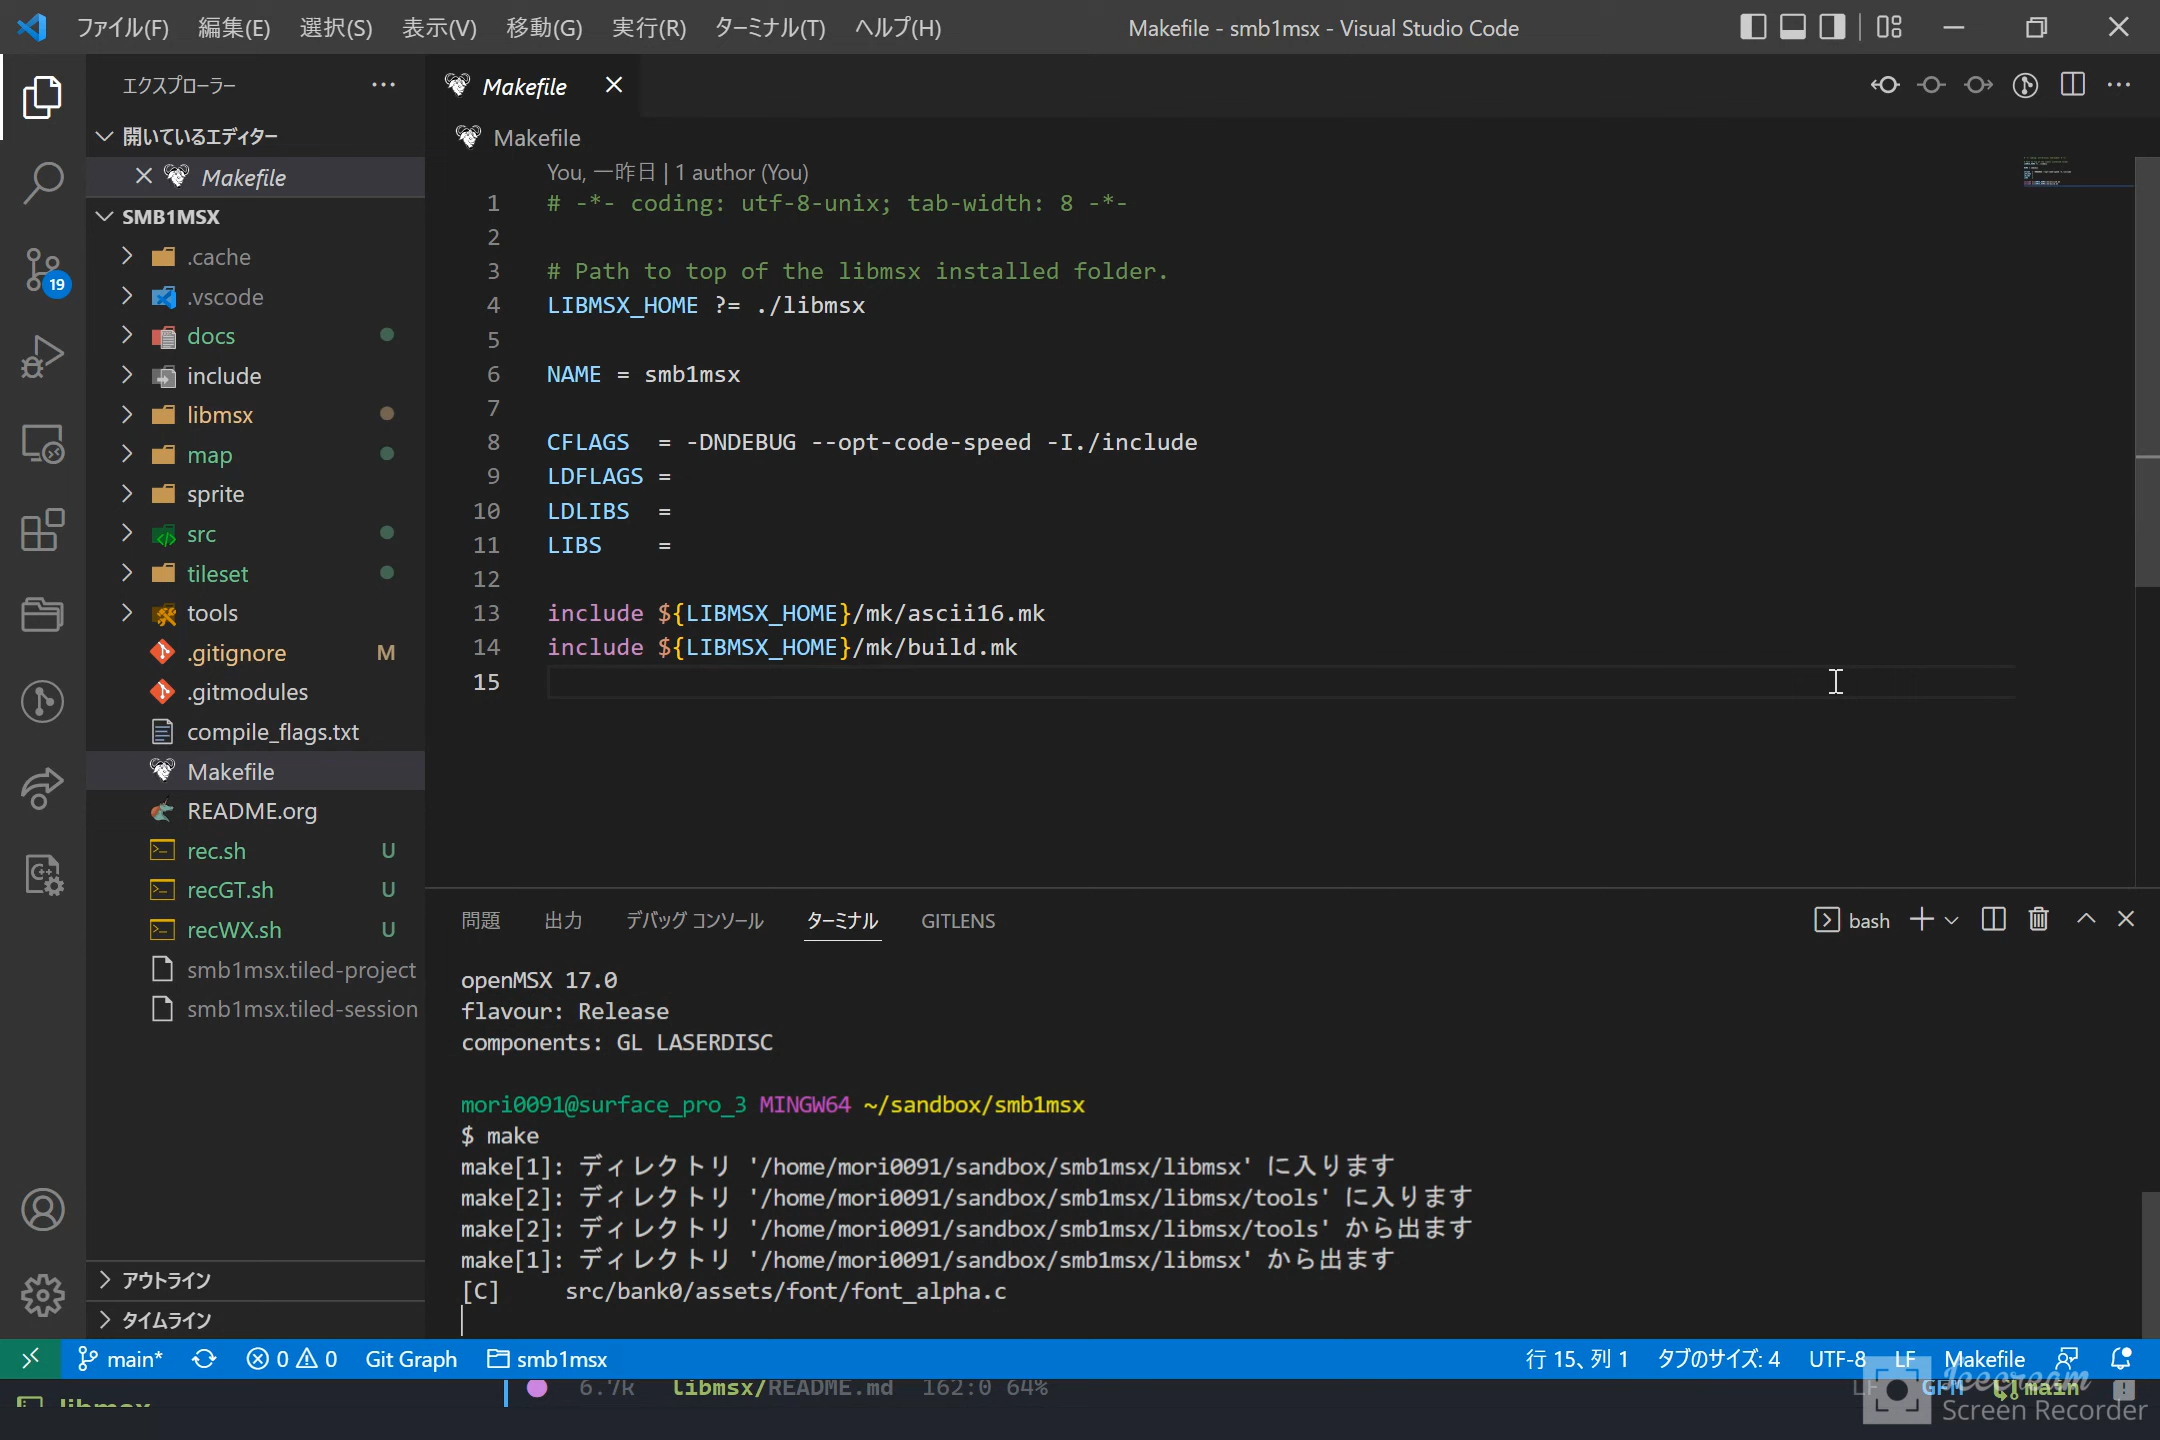 ファイル(F) 編集(E) 選択(S) 表示(V) 移動(G) 実行(R) ターミナル(T) ヘルプ(H) Makefile - smb1msx - Visual Studio Code
エクスプローラー
開いているエディター
Makefile
SMB1MSX
.cache
.vscode
docs
include
libmsx
map
sprite
src
tileset
tools
.gitignore M
.gitmodules
compile_flags.txt
Makefile
README.org
rec.sh U
recGT.sh U
recWX.sh U
smb1msx.tiled-project
smb1msx.tiled-session
アウトライン
タイムライン
19
Makefile
Makefile
You, 一昨日 | 1 author (You)
1 # -*- coding: utf-8-unix; tab-width: 8 -*-
2
3 # Path to top of the libmsx installed folder.
4 LIBMSX_HOME ?= ./libmsx
5
6 NAME = smb1msx
7
8 CFLAGS  = -DNDEBUG --opt-code-speed -I./include
9 LDFLAGS =
10 LDLIBS  =
11 LIBS    =
12
13 include ${LIBMSX_HOME}/mk/ascii16.mk
14 include ${LIBMSX_HOME}/mk/build.mk
15
問題 出力 デバッグ コンソール ターミナル GITLENS bash
openMSX 17.0
flavour: Release
components: GL LASERDISC
mori0091@surface_pro_3 MINGW64 ~/sandbox/smb1msx
$ make
make[1]: ディレクトリ '/home/mori0091/sandbox/smb1msx/libmsx' に入ります
make[2]: ディレクトリ '/home/mori0091/sandbox/smb1msx/libmsx/tools' に入ります
make[2]: ディレクトリ '/home/mori0091/sandbox/smb1msx/libmsx/tools' から出ます
make[1]: ディレクトリ '/home/mori0091/sandbox/smb1msx/libmsx' から出ます
[C]     src/bank0/assets/font/font_alpha.c
main* 0 0 Git Graph smb1msx 行 15、列 1 タブのサイズ: 4 UTF-8 LF Makefile
6.7k libmsx/README.md 162:0 64% LF GFM main
Icecream
Screen Recorder